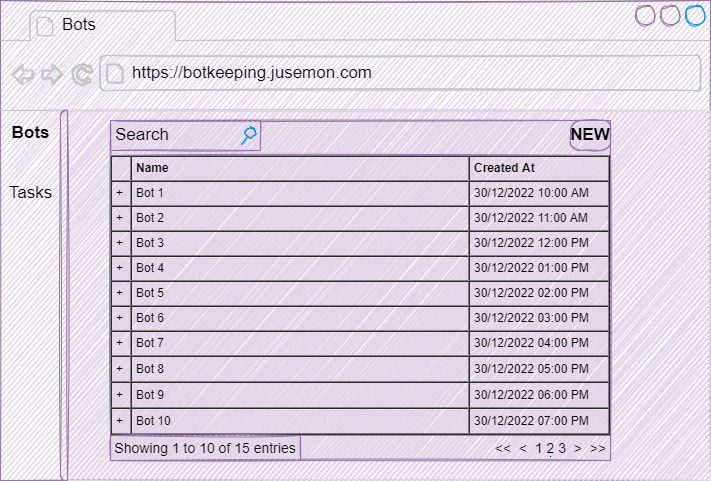 Bots
https://botkeeping.jusemon.com
Bots
Tasks
Search
NEW
Name Created At
+ Bot 1 30/12/2022 10:00 AM
+ Bot 2 30/12/2022 11:00 AM
+ Bot 3 30/12/2022 12:00 PM
+ Bot 4 30/12/2022 01:00 PM
+ Bot 5 30/12/2022 02:00 PM
+ Bot 6 30/12/2022 03:00 PM
+ Bot 7 30/12/2022 04:00 PM
+ Bot 8 30/12/2022 05:00 PM
+ Bot 9 30/12/2022 06:00 PM
+ Bot 10 30/12/2022 07:00 PM
Showing 1 to 10 of 15 entries << < 1 2 3 > >>